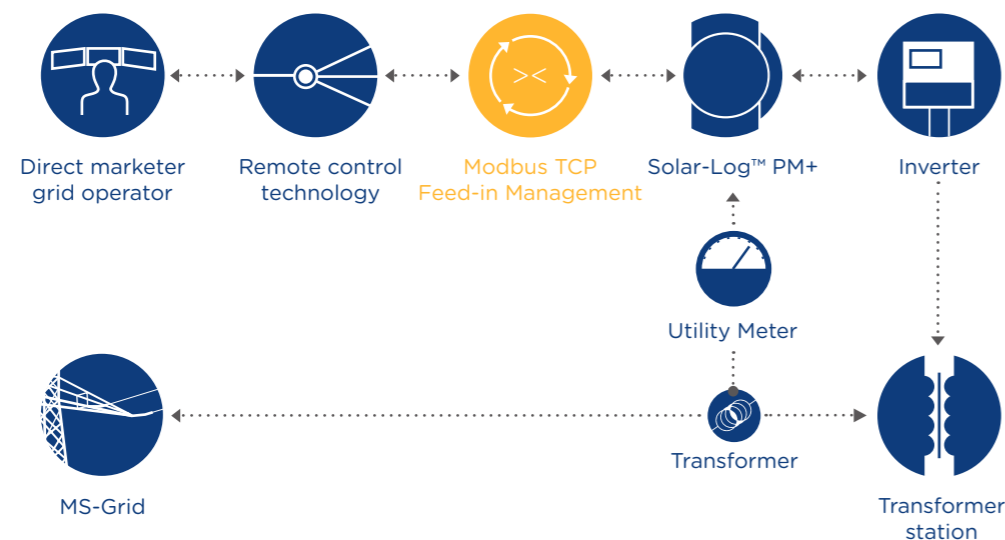 Direct marketer
grid operator
Remote control
technology
Modbus TCP
Feed-in Management
Solar-Log™ PM+
Inverter
Utility Meter
Transformer
MS-Grid
Transformer
station